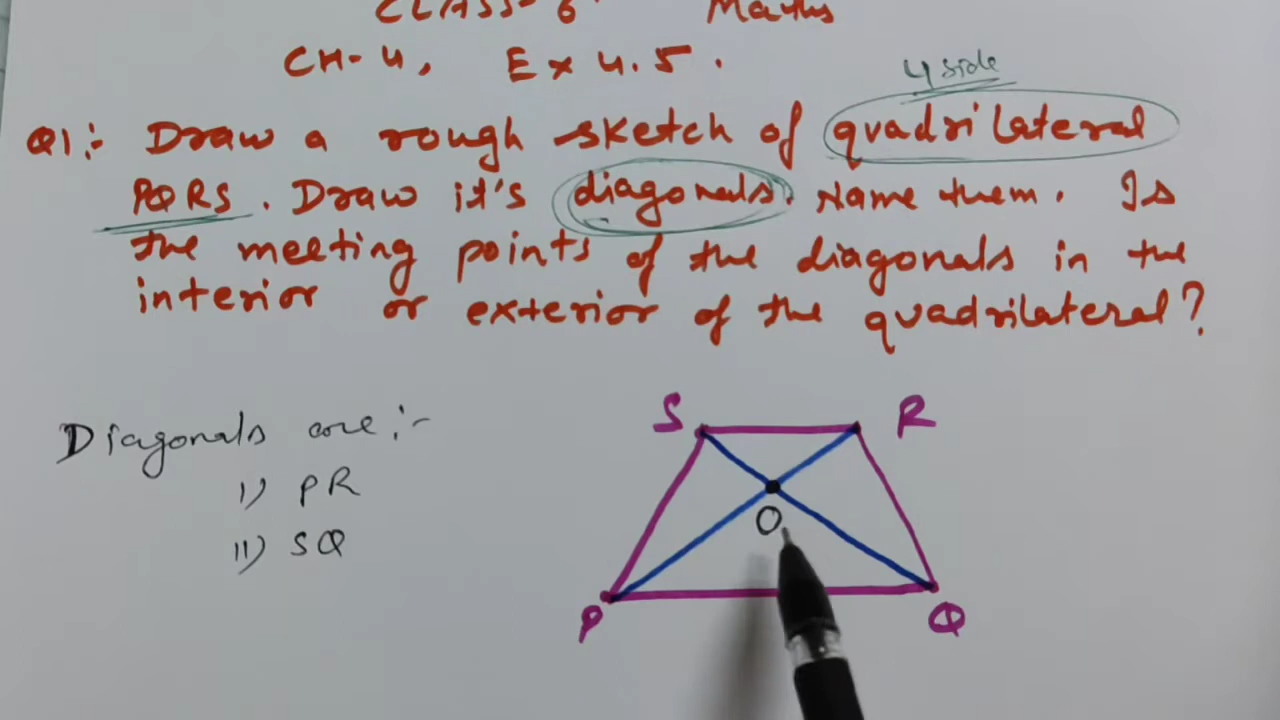 CLASS- 6 Maths
CH- 4, Ex 4.5.
4 side
Q1:- Draw a rough sketch of quadrilateral
PQRS. Draw it's diagonals. Name them. Is
the meeting points of the diagonals in the
interior or exterior of the quadrilateral?
Diagonals are:-
i) PR
ii) SQ
S R
O
P Q